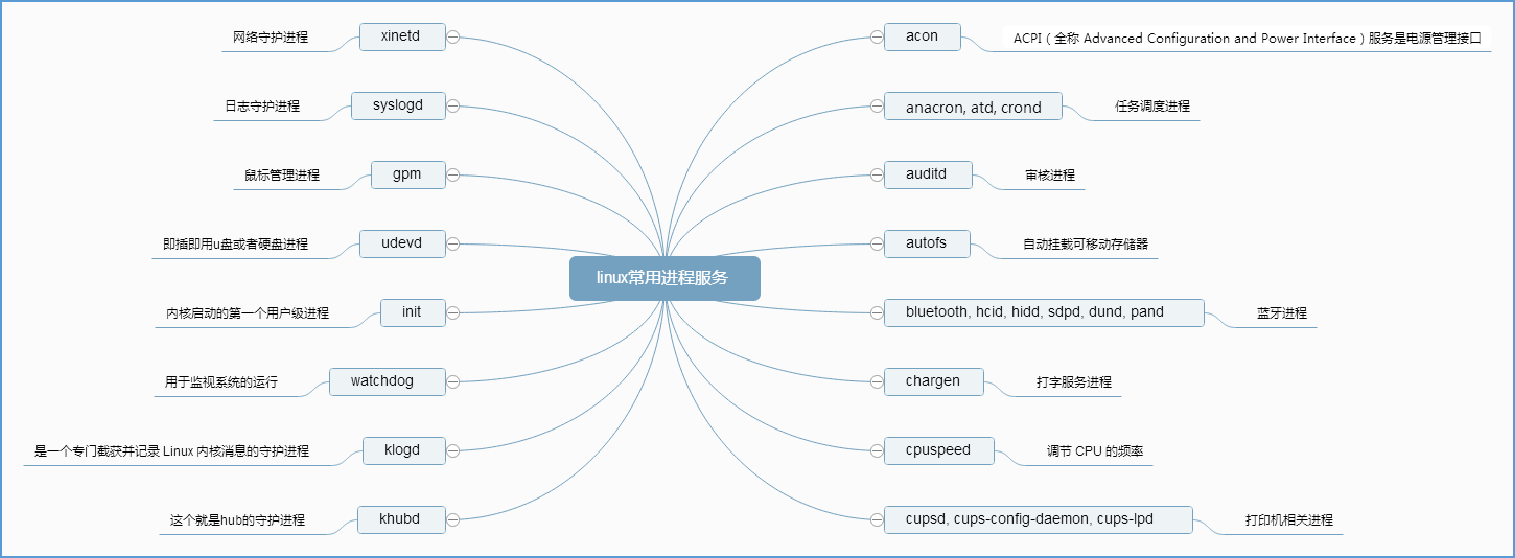 linux常用进程服务
xinetd
网络守护进程
syslogd
日志守护进程
gpm
鼠标管理进程
udevd
即插即用u盘或者硬盘进程
init
内核启动的第一个用户级进程
watchdog
用于监视系统的运行
klogd
是一个专门截获并记录 Linux 内核消息的守护进程
khubd
这个就是hub的守护进程
acon
ACPI ( 全称 Advanced Configuration and Power Interface ) 服务是电源管理接口
anacron, atd, crond
任务调度进程
auditd
审核进程
autofs
自动挂载可移动存储器
bluetooth, hcid, hidd, sdpd, dund, pand
蓝牙进程
chargen
打字服务进程
cpuspeed
调节 CPU 的频率
cupsd, cups-config-daemon, cups-lpd
打印机相关进程